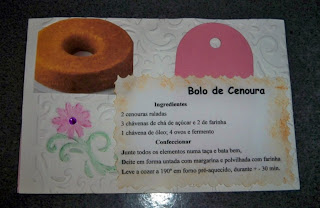 Bolo de Cenoura
Ingredientes
2 cenouras raladas
3 chávenas de chá de açúcar e 2 de farinha
1 chávena de óleo; 4 ovos e fermento
Confeccionar
Junte todos os elementos numa taça e bata bem,
Deite em forma untada com margarina e polvilhada com farinha
Leve a cozer a 190º em forno pré-aquecido, durante + - 30 min.